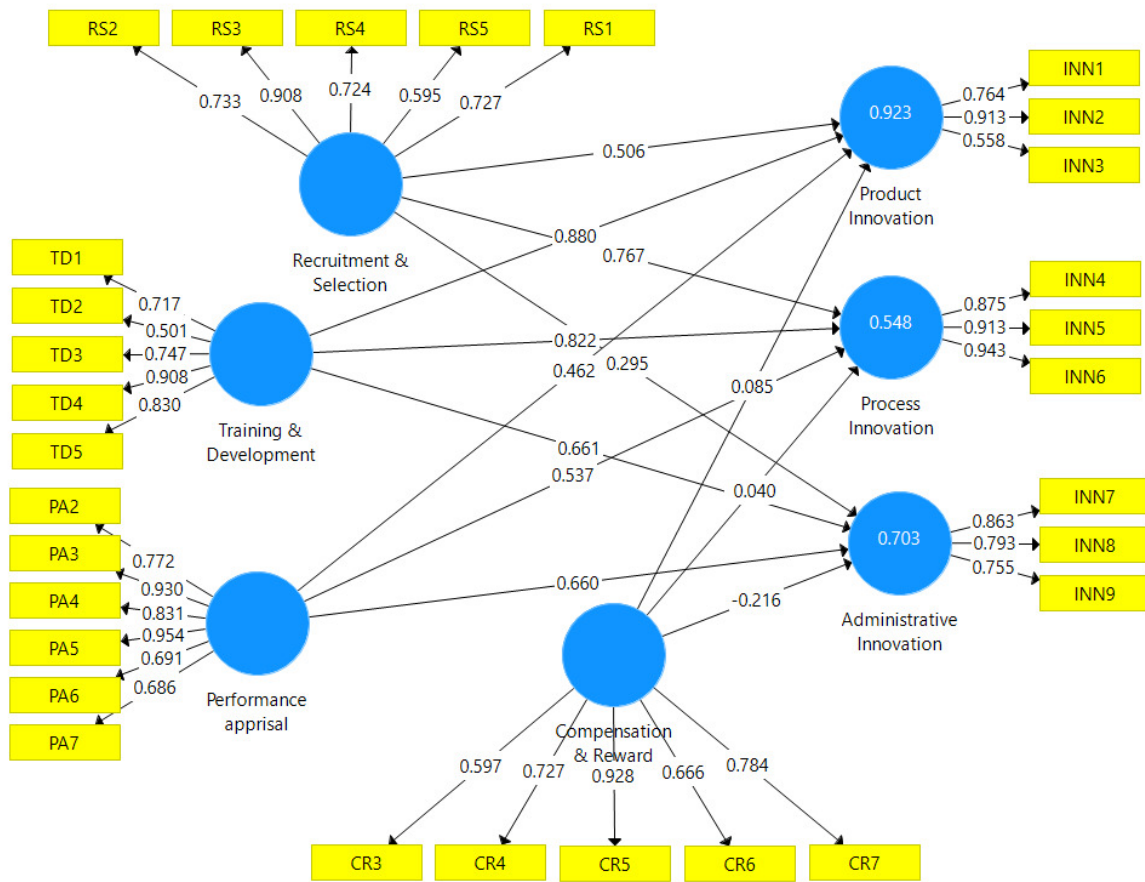 RS2 RS3 RS4 RS5 RS1
0.733 0.908 0.724 0.595 0.727
Recruitment &
Selection
TD1
TD2
TD3
TD4
TD5
0.717
0.501
0.747
0.908
0.830
Training &
Development
PA2
PA3
PA4
PA5
PA6
PA7
0.772
0.930
0.831
0.954
0.691
0.686
Performance
apprisal
0.506
0.880
0.767
0.822
0.462 0.295
0.085
0.661
0.537
0.040
0.660
-0.216
Compensation
& Reward
0.597 0.727 0.928 0.666 0.784
CR3 CR4 CR5 CR6 CR7
0.923
Product
Innovation
0.764
0.913
0.558
INN1
INN2
INN3
0.548
Process
Innovation
0.875
0.913
0.943
INN4
INN5
INN6
0.703
Administrative
Innovation
0.863
0.793
0.755
INN7
INN8
INN9